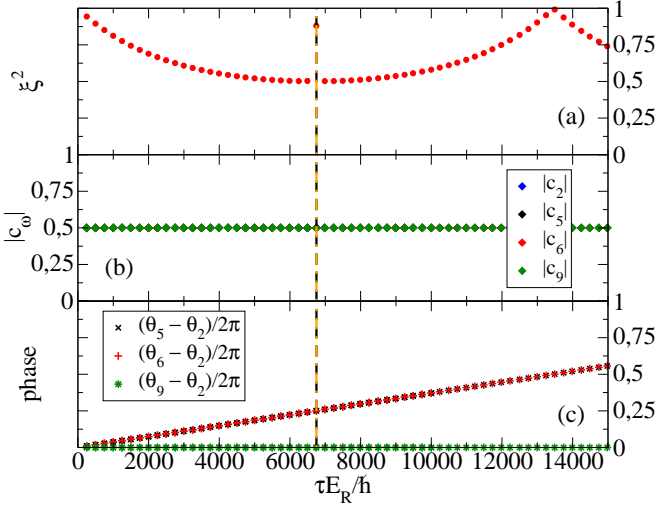 1
0,75
0,5
0,25
0
ξ²
(a)
1
0,75
0,5
0,25
0
|c_ω|
(b)
|c₂|
|c₅|
|c₆|
|c₉|
1
0,75
0,5
0,25
0
phase
(θ₅ − θ₂)/2π
(θ₆ − θ₂)/2π
(θ₉ − θ₂)/2π
(c)
0 2000 4000 6000 8000 10000 12000 14000
τE_R/ħ